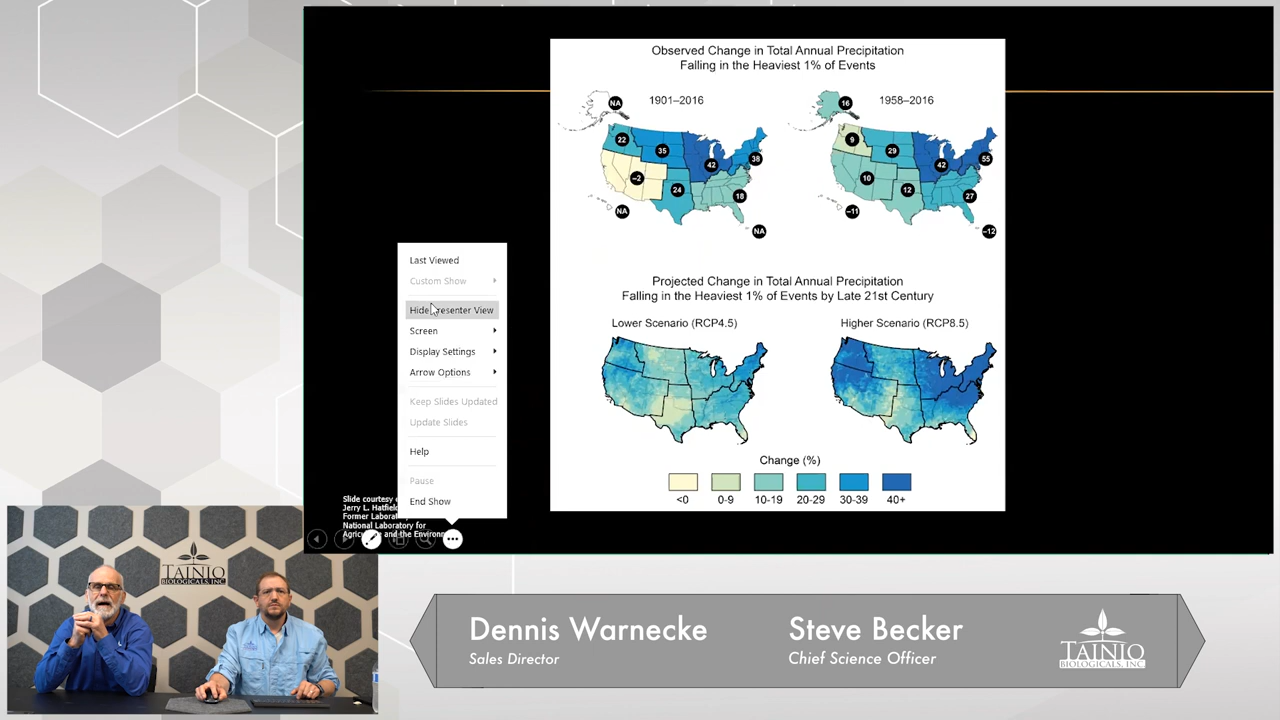 Observed Change in Total Annual Precipitation
Falling in the Heaviest 1% of Events
1901–2016
1958–2016
NA
22
35
42
38
–2
24
18
NA
NA
16
9
29
42
55
10
12
27
–11
–12
Projected Change in Total Annual Precipitation
Falling in the Heaviest 1% of Events by Late 21st Century
Lower Scenario (RCP4.5)
Higher Scenario (RCP8.5)
Change (%)
<0
0-9
10-19
20-29
30-39
40+
Last Viewed
Custom Show
Hide Presenter View
Screen
Display Settings
Arrow Options
Keep Slides Updated
Update Slides
Help
Pause
End Show
Slide courtesy
Jerry L. Hatfield
Former
National Laboratory for
and the
TAINIO
BIOLOGICALS, INC
Dennis Warnecke
Sales Director
Steve Becker
Chief Science Officer
TAINIO
BIOLOGICALS, INC